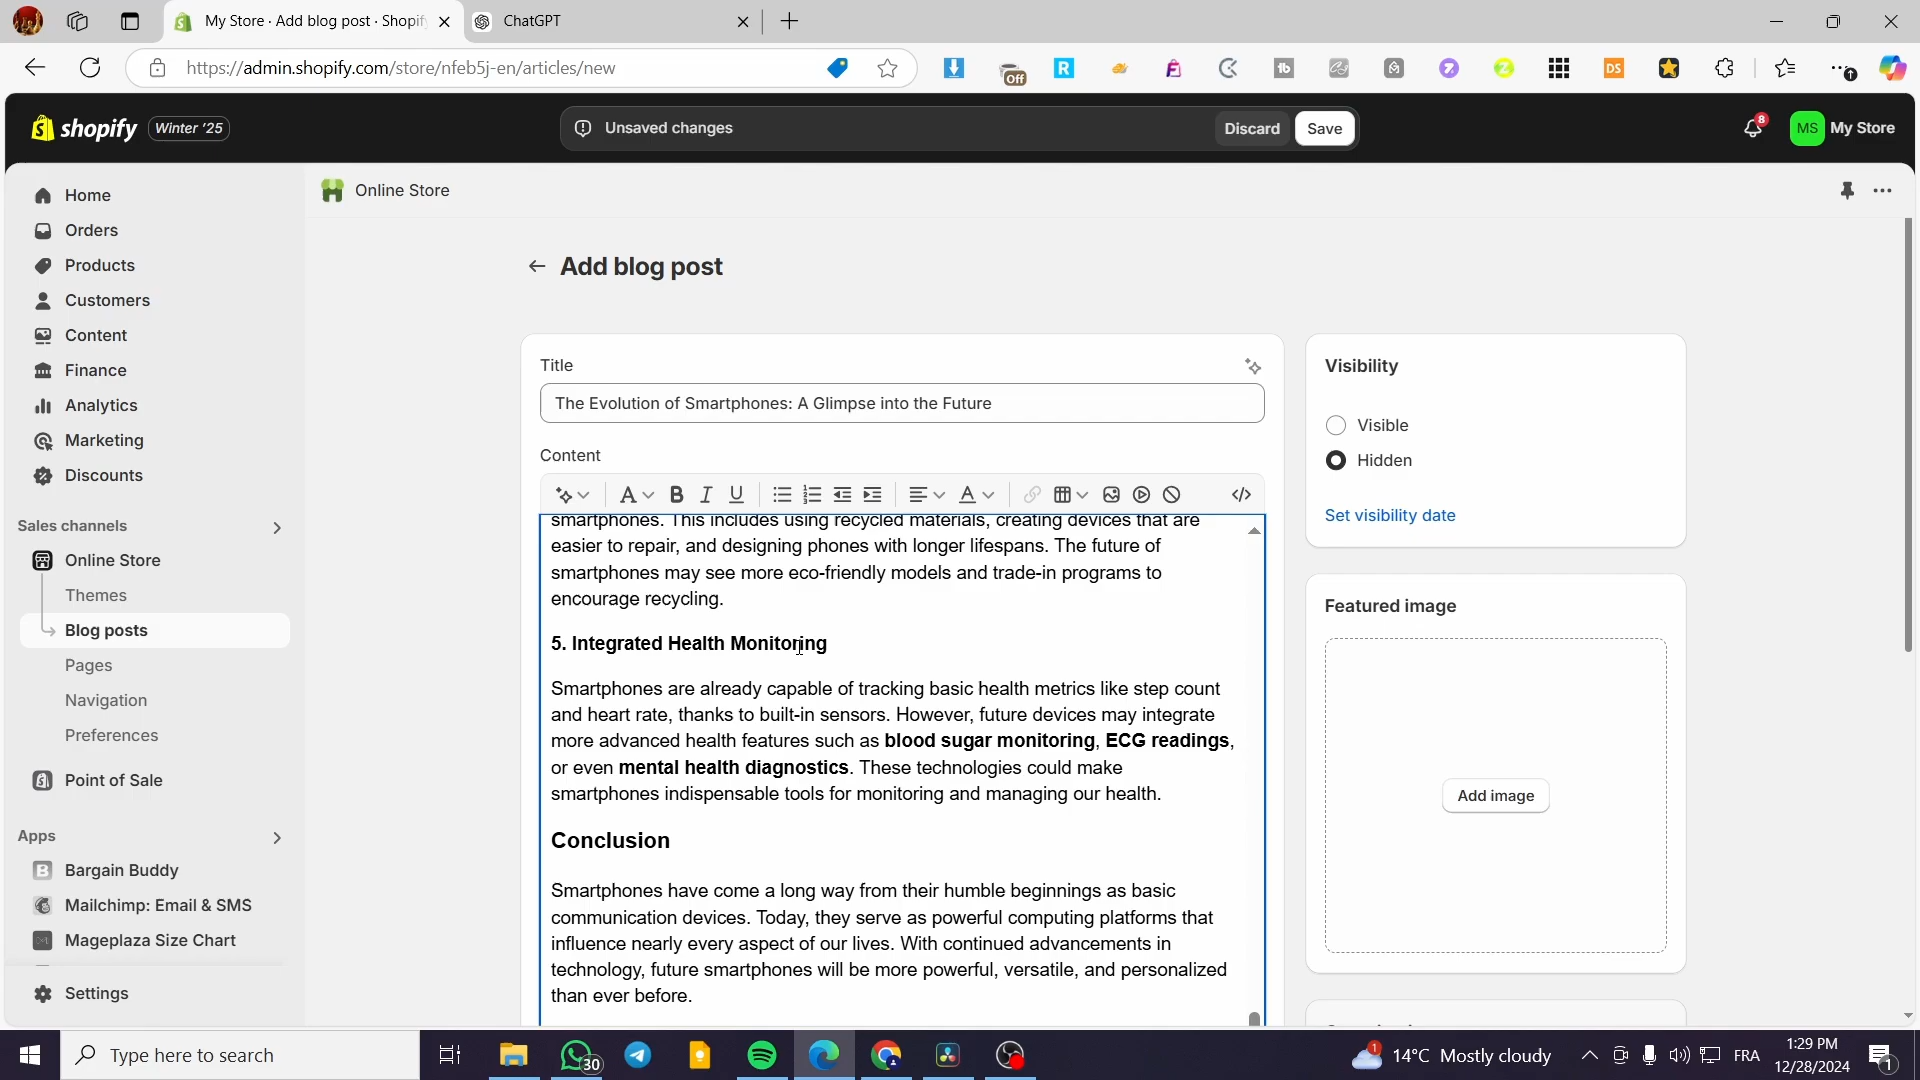 My Store · Add blog post · Shopify
ChatGPT
https://admin.shopify.com/store/nfeb5j-en/articles/new
Off
R
tb
DS
shopify
Winter '25
Unsaved changes
Discard
Save
8
MS
My Store
Home
Orders
Products
Customers
Content
Finance
Analytics
Marketing
Discounts
Sales channels
Online Store
Themes
Blog posts
Pages
Navigation
Preferences
Point of Sale
Apps
Bargain Buddy
Mailchimp: Email & SMS
Mageplaza Size Chart
Settings
Online Store
Add blog post
Title
The Evolution of Smartphones: A Glimpse into the Future
Content
smartphones. This includes using recycled materials, creating devices that are
easier to repair, and designing phones with longer lifespans. The future of
smartphones may see more eco-friendly models and trade-in programs to
encourage recycling.
5. Integrated Health Monitoring
Smartphones are already capable of tracking basic health metrics like step count
and heart rate, thanks to built-in sensors. However, future devices may integrate
more advanced health features such as blood sugar monitoring, ECG readings,
or even mental health diagnostics. These technologies could make
smartphones indispensable tools for monitoring and managing our health.
Conclusion
Smartphones have come a long way from their humble beginnings as basic
communication devices. Today, they serve as powerful computing platforms that
influence nearly every aspect of our lives. With continued advancements in
technology, future smartphones will be more powerful, versatile, and personalized
than ever before.
Visibility
Visible
Hidden
Set visibility date
Featured image
Add image
Type here to search
30
1
14°C Mostly cloudy
FRA
1:29 PM
12/28/2024
1